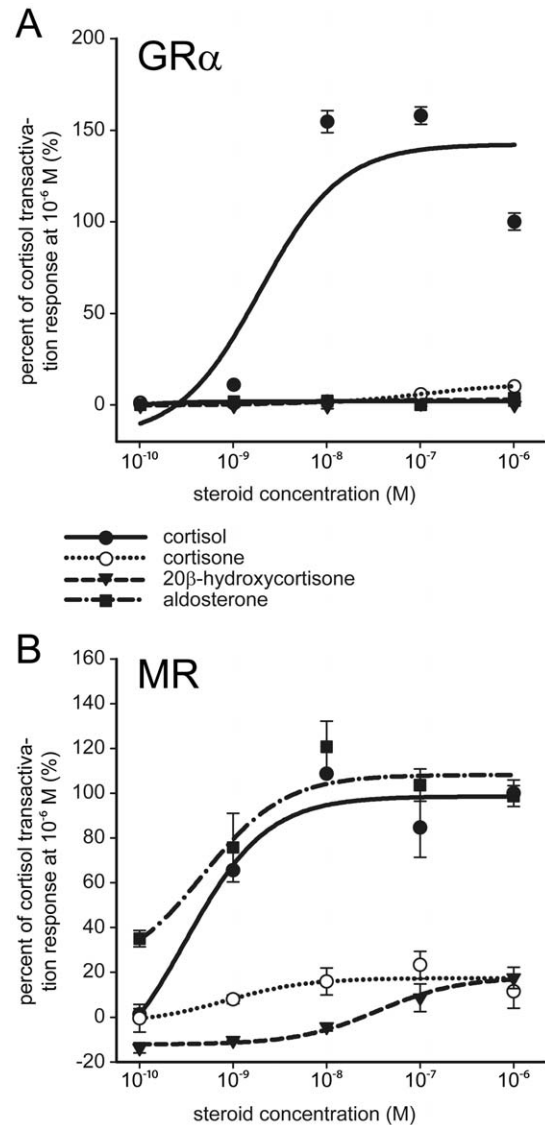 A
GRα
percent of cortisol transactiva-
tion response at 10⁻⁶ M (%)
200
150
100
50
0
10⁻¹⁰ 10⁻⁹ 10⁻⁸ 10⁻⁷ 10⁻⁶
steroid concentration (M)
cortisol
cortisone
20β-hydroxycortisone
aldosterone
B
MR
percent of cortisol transactiva-
tion response at 10⁻⁶ M (%)
160
140
120
100
80
60
40
20
0
-20
10⁻¹⁰ 10⁻⁹ 10⁻⁸ 10⁻⁷ 10⁻⁶
steroid concentration (M)